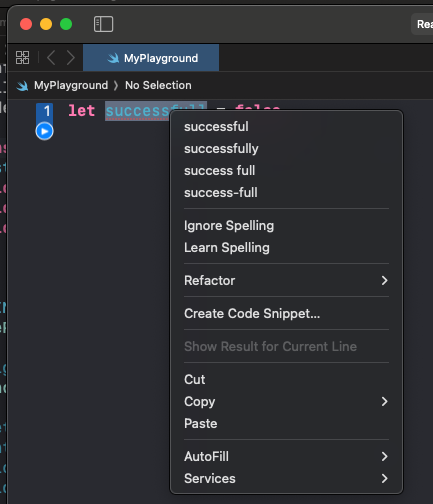 Rea
MyPlayground
MyPlayground 〉 No Selection
1 let successfull = false
successful
successfully
success full
success-full
Ignore Spelling
Learn Spelling
Refactor
Create Code Snippet...
Show Result for Current Line
Cut
Copy
Paste
AutoFill
Services